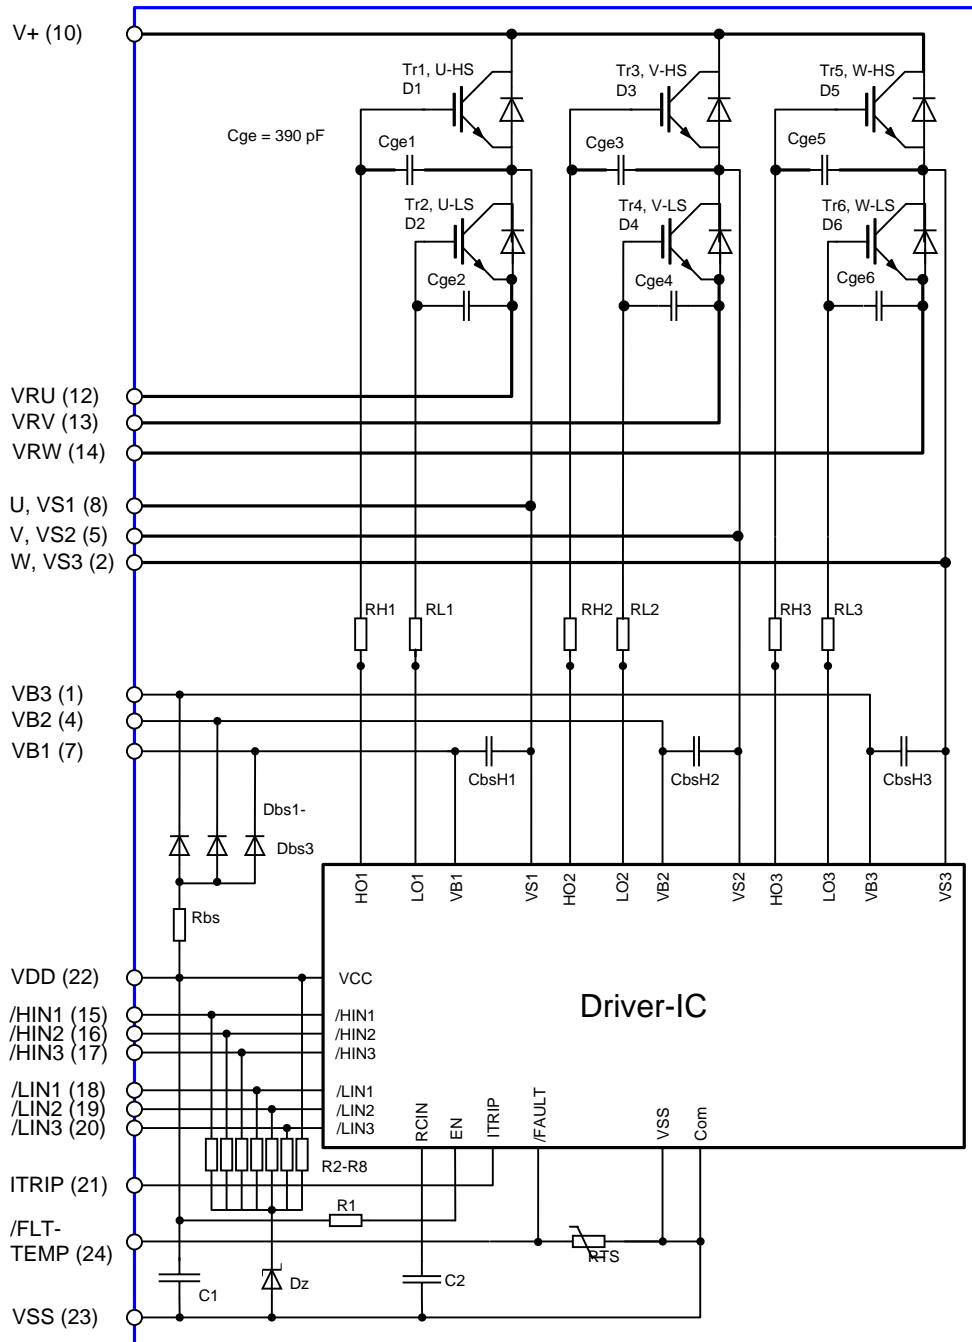 V+ (10)
Tr1, U-HS
D1
Tr3, V-HS
D3
Tr5, W-HS
D5
Cge = 390 pF
Cge1
Cge3
Cge5
Tr2, U-LS
D2
Tr4, V-LS
D4
Tr6, W-LS
D6
Cge2
Cge4
Cge6
VRU (12)
VRV (13)
VRW (14)
U, VS1 (8)
V, VS2 (5)
W, VS3 (2)
RH1
RL1
RH2
RL2
RH3
RL3
VB3 (1)
VB2 (4)
VB1 (7)
CbsH1
CbsH2
CbsH3
Dbs1-
Dbs3
HO1
LO1
VB1
VS1
HO2
LO2
VB2
VS2
HO3
LO3
VB3
VS3
Rbs
VDD (22)
VCC
/HIN1 (15)
/HIN1
Driver-IC
/HIN2 (16)
/HIN2
/HIN3 (17)
/HIN3
/LIN1 (18)
/LIN1
/LIN2 (19)
/LIN2
/LIN3 (20)
/LIN3
RCIN
EN
ITRIP
/FAULT
VSS
Com
R2-R8
ITRIP (21)
R1
/FLT-
TEMP (24)
RTS
C1
Dz
C2
VSS (23)